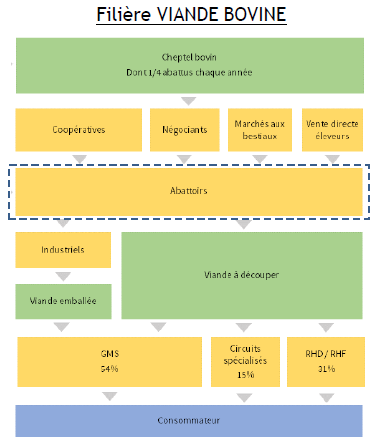 Filière VIANDE BOVINE
Cheptel bovin
Dont 1/4 abattus chaque année
Coopératives
Négociants
Marchés aux
bestiaux
Vente directe
éleveurs
Abattoirs
Industriels
Viande à découper
Viande emballée
GMS
54%
Circuits
spécialisés
15%
RHD / RHF
31%
Consommateur